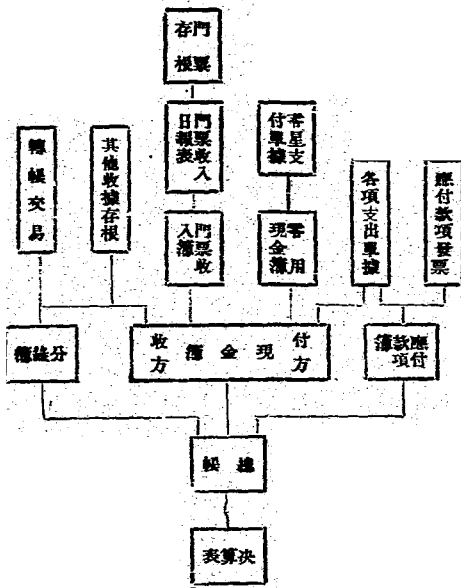 門票
存根
門票收入
日報表
零星支
付單據
應付款項發票
各項支出單據
零用
現金簿
門票收
入簿
其他收據存根
轉帳交易
應付
款項
簿
付方
現金簿
收方
分錄簿
總帳
決算表